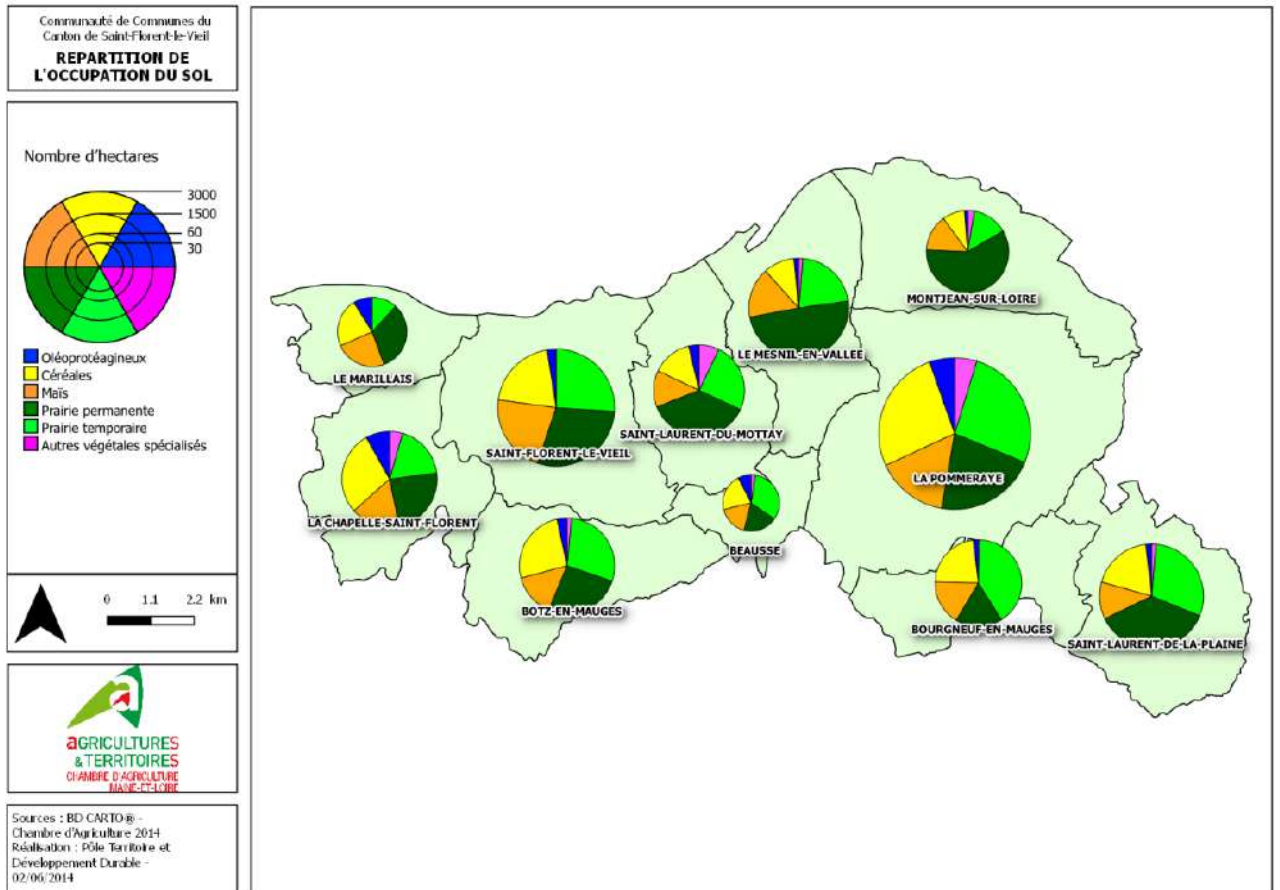 Communauté de Communes du
Canton de Saint-Florent-le-Vieil
REPARTITION DE
L'OCCUPATION DU SOL
Nombre d'hectares
3000
1500
60
30
Oléoprotéagineux
Céréales
Maïs
Prairie permanente
Prairie temporaire
Autres végétales spécialisés
0 1.1 2.2 km
a
aGRICULTURES
& TERRITOIRES
CHAMBRE D'AGRICULTURE
MAINE-ET-LOIRE
Sources : BD CARTO® -
Chambre d'Agriculture 2014
Réalisation : Pôle Territoire et
Développement Durable -
02/06/2014
MONTJEAN-SUR-LOIRE
LE MESNIL-EN-VALLEE
LE MARILLAIS
SAINT-LAURENT-DU-MOTTAY
SAINT-FLORENT-LE-VIEIL
LA POMMERAYE
LA CHAPELLE-SAINT-FLORENT
BEAUSSE
BOTZ-EN-MAUGES
BOURGNEUF-EN-MAUGES
SAINT-LAURENT-DE-LA-PLAINE